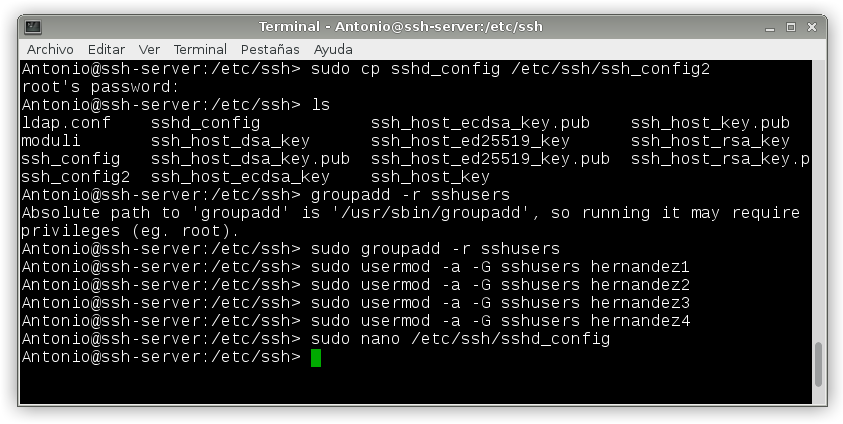 Terminal - Antonio@ssh-server:/etc/ssh
Archivo Editar Ver Terminal Pestañas Ayuda
Antonio@ssh-server:/etc/ssh> sudo cp sshd_config /etc/ssh/ssh_config2
root's password:
Antonio@ssh-server:/etc/ssh> ls
ldap.conf sshd_config ssh_host_ecdsa_key.pub ssh_host_key.pub
moduli ssh_host_dsa_key ssh_host_ed25519_key ssh_host_rsa_key
ssh_config ssh_host_dsa_key.pub ssh_host_ed25519_key.pub ssh_host_rsa_key.p
ssh_config2 ssh_host_ecdsa_key ssh_host_key
Antonio@ssh-server:/etc/ssh> groupadd -r sshusers
Absolute path to 'groupadd' is '/usr/sbin/groupadd', so running it may require
privileges (eg. root).
Antonio@ssh-server:/etc/ssh> sudo groupadd -r sshusers
Antonio@ssh-server:/etc/ssh> sudo usermod -a -G sshusers hernandez1
Antonio@ssh-server:/etc/ssh> sudo usermod -a -G sshusers hernandez2
Antonio@ssh-server:/etc/ssh> sudo usermod -a -G sshusers hernandez3
Antonio@ssh-server:/etc/ssh> sudo usermod -a -G sshusers hernandez4
Antonio@ssh-server:/etc/ssh> sudo nano /etc/ssh/sshd_config
Antonio@ssh-server:/etc/ssh>